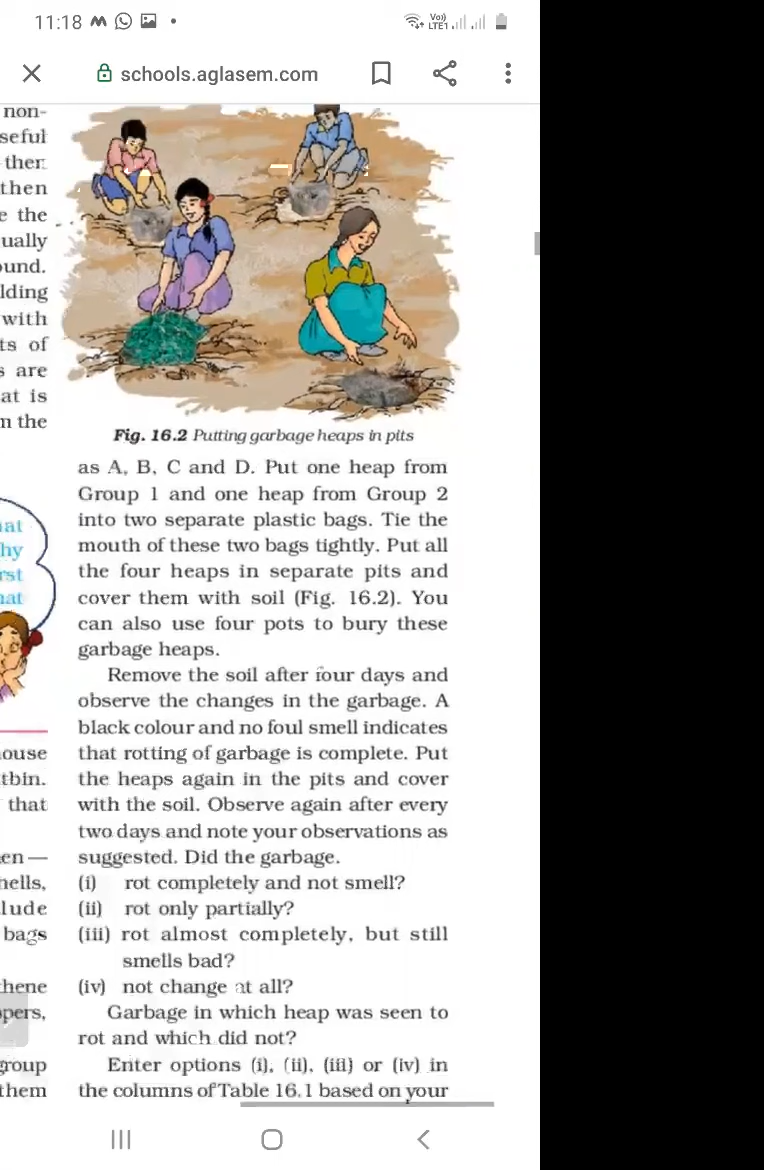 11:18
Vo)
LTE1
schools.aglasem.com
non-
seful
then
e the
ually
ound.
lding
with
ts of
s are
at is
n the
Fig. 16.2 Putting garbage heaps in pits
as A, B, C and D. Put one heap from
Group 1 and one heap from Group 2
into two separate plastic bags. Tie the
mouth of these two bags tightly. Put all
the four heaps in separate pits and
cover them with soil (Fig. 16.2). You
can also use four pots to bury these
garbage heaps.
Remove the soil after four days and
observe the changes in the garbage. A
black colour and no foul smell indicates
that rotting of garbage is complete. Put
the heaps again in the pits and cover
with the soil. Observe again after every
two days and note your observations as
suggested. Did the garbage.
(i) rot completely and not smell?
(ii) rot only partially?
(iii) rot almost completely, but still
smells bad?
(iv) not change at all?
Garbage in which heap was seen to
rot and which did not?
Enter options (i), (ii), (iii) or (iv) in
the columns of Table 16.1 based on your
at
hy
rst
at
ouse
tbin.
that
en—
hells,
lude
bags
thene
pers,
group
them